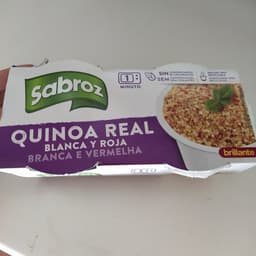 Sabroz
1
MINUTO
SIN
SEM
QUINOA REAL
BLANCA Y ROJA
BRANCA E VERMELHA
brillante